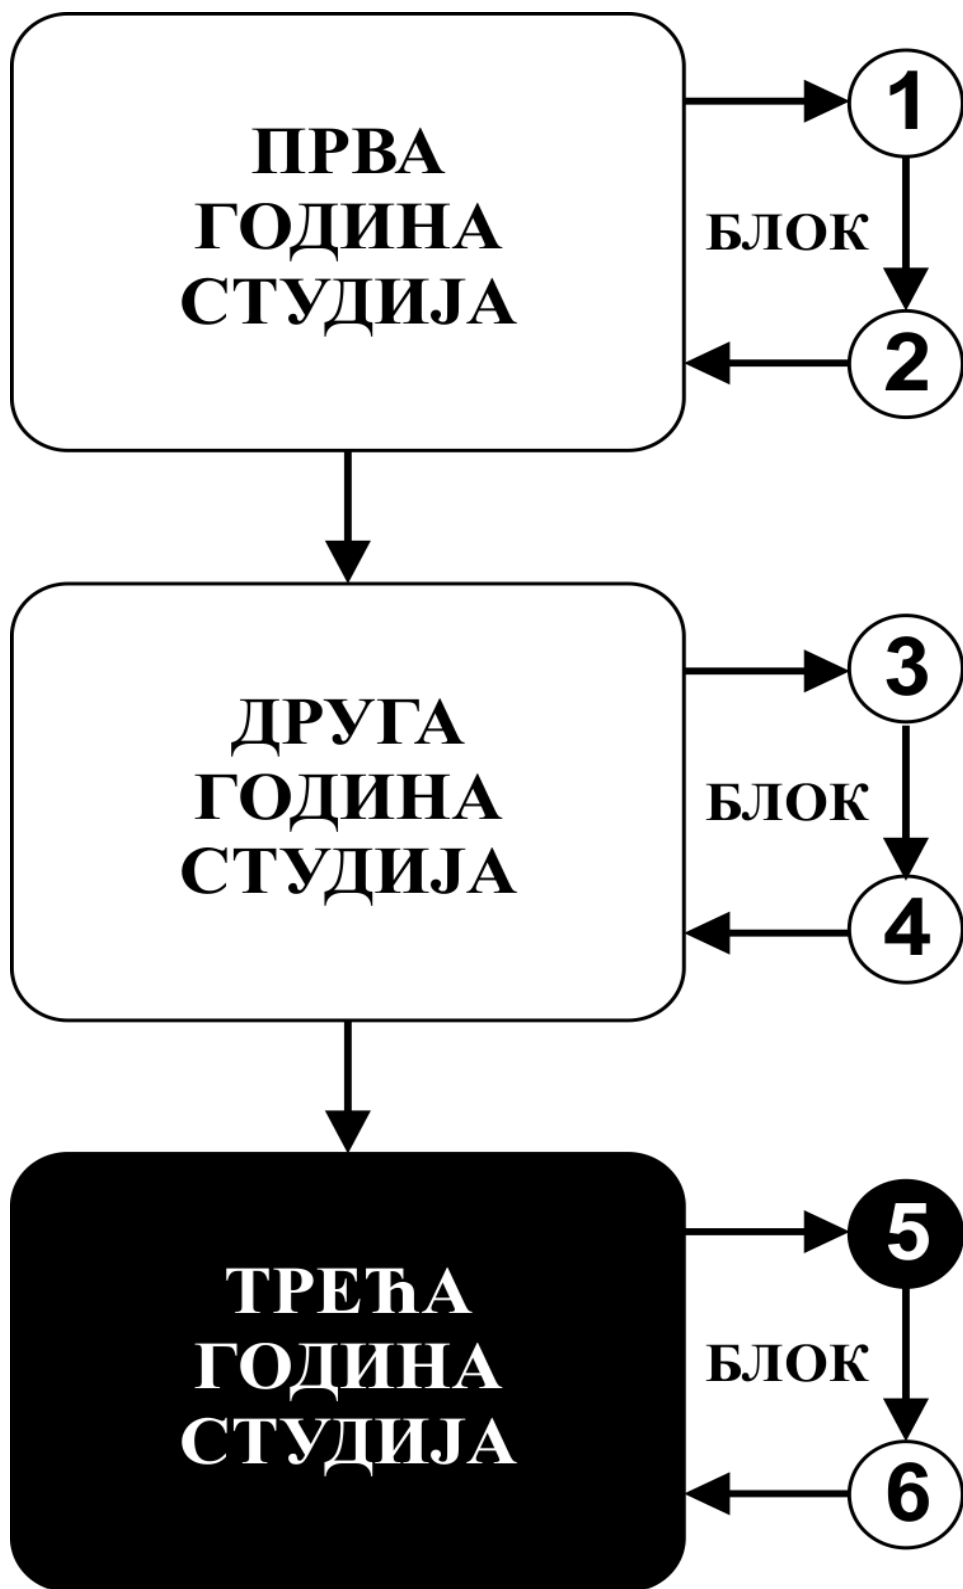 ПРВА
ГОДИНА
СТУДИЈА
1
БЛОК
2
ДРУГА
ГОДИНА
СТУДИЈА
3
БЛОК
4
ТРЕЋА
ГОДИНА
СТУДИЈА
5
БЛОК
6